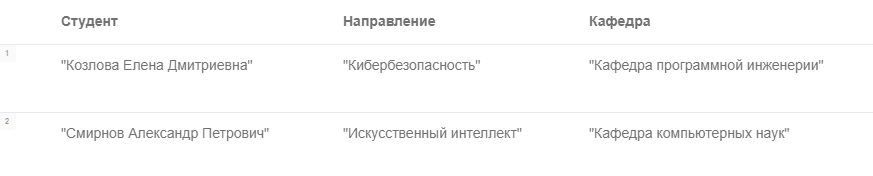 Студент Направление Кафедра
1 "Козлова Елена Дмитриевна" "Кибербезопасность" "Кафедра программной инженерии"
2 "Смирнов Александр Петрович" "Искусственный интеллект" "Кафедра компьютерных наук"